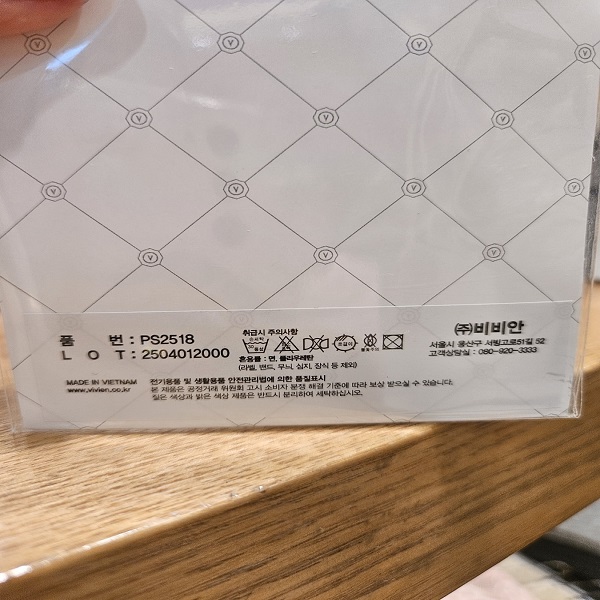 품 번 : PS2518
L O T : 2504012000
MADE IN VIETNAM
www.vivien.co.kr
취급시 주의사항
혼용률 : 면, 폴리우레탄
(라벨, 밴드, 무늬, 심지, 장식 등 제외)
전기용품 및 생활용품 안전관리법에 의한 품질표시
본 제품은 공정거래 위원회 고시 소비자 분쟁 해결 기준에 따라 보상 받으실 수 있습니다.
짙은 색상과 밝은 색상 제품은 반드시 분리하여 세탁하십시오.
(주)비비안
서울시 용산구 서빙고로51길 52
고객상담실 : 080-920-3333